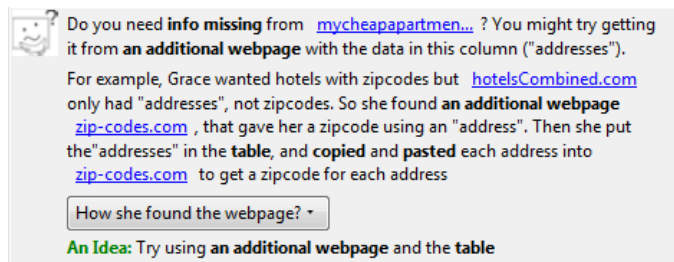 Do you need info missing from mycheapapartmen... ? You might try getting
it from an additional webpage with the data in this column ("addresses").
For example, Grace wanted hotels with zipcodes but hotelsCombined.com
only had "addresses", not zipcodes. So she found an additional webpage
zip-codes.com , that gave her a zipcode using an "address". Then she put
the"addresses" in the table, and copied and pasted each address into
zip-codes.com to get a zipcode for each address
How she found the webpage?
An Idea: Try using an additional webpage and the table